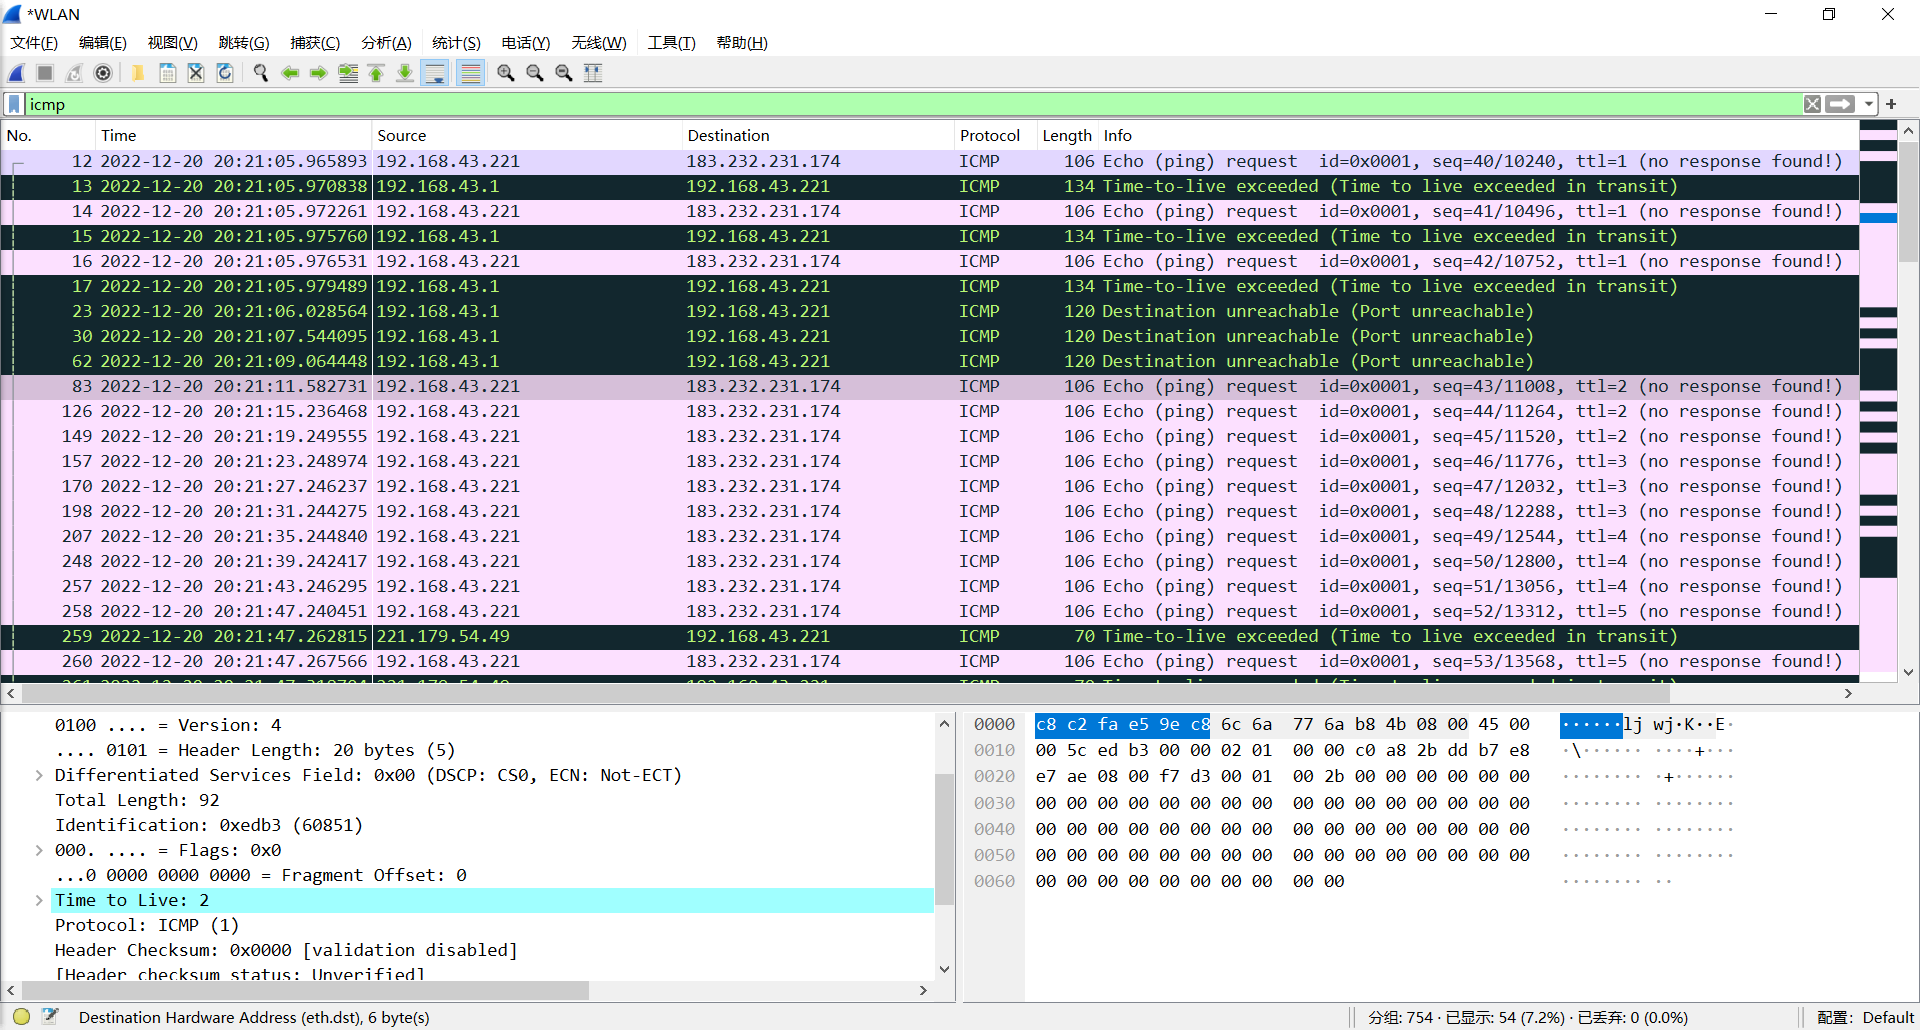 *WLAN
文件(F) 编辑(E) 视图(V) 跳转(G) 捕获(C) 分析(A) 统计(S) 电话(Y) 无线(W) 工具(T) 帮助(H)
icmp
No. Time Source Destination Protocol Length Info
12 2022-12-20 20:21:05.965893 192.168.43.221 183.232.231.174 ICMP 106 Echo (ping) request id=0x0001, seq=40/10240, ttl=1 (no response found!)
13 2022-12-20 20:21:05.970838 192.168.43.1 192.168.43.221 ICMP 134 Time-to-live exceeded (Time to live exceeded in transit)
14 2022-12-20 20:21:05.972261 192.168.43.221 183.232.231.174 ICMP 106 Echo (ping) request id=0x0001, seq=41/10496, ttl=1 (no response found!)
15 2022-12-20 20:21:05.975760 192.168.43.1 192.168.43.221 ICMP 134 Time-to-live exceeded (Time to live exceeded in transit)
16 2022-12-20 20:21:05.976531 192.168.43.221 183.232.231.174 ICMP 106 Echo (ping) request id=0x0001, seq=42/10752, ttl=1 (no response found!)
17 2022-12-20 20:21:05.979489 192.168.43.1 192.168.43.221 ICMP 134 Time-to-live exceeded (Time to live exceeded in transit)
23 2022-12-20 20:21:06.028564 192.168.43.1 192.168.43.221 ICMP 120 Destination unreachable (Port unreachable)
30 2022-12-20 20:21:07.544095 192.168.43.1 192.168.43.221 ICMP 120 Destination unreachable (Port unreachable)
62 2022-12-20 20:21:09.064448 192.168.43.1 192.168.43.221 ICMP 120 Destination unreachable (Port unreachable)
83 2022-12-20 20:21:11.582731 192.168.43.221 183.232.231.174 ICMP 106 Echo (ping) request id=0x0001, seq=43/11008, ttl=2 (no response found!)
126 2022-12-20 20:21:15.236468 192.168.43.221 183.232.231.174 ICMP 106 Echo (ping) request id=0x0001, seq=44/11264, ttl=2 (no response found!)
149 2022-12-20 20:21:19.249555 192.168.43.221 183.232.231.174 ICMP 106 Echo (ping) request id=0x0001, seq=45/11520, ttl=2 (no response found!)
157 2022-12-20 20:21:23.248974 192.168.43.221 183.232.231.174 ICMP 106 Echo (ping) request id=0x0001, seq=46/11776, ttl=3 (no response found!)
170 2022-12-20 20:21:27.246237 192.168.43.221 183.232.231.174 ICMP 106 Echo (ping) request id=0x0001, seq=47/12032, ttl=3 (no response found!)
198 2022-12-20 20:21:31.244275 192.168.43.221 183.232.231.174 ICMP 106 Echo (ping) request id=0x0001, seq=48/12288, ttl=3 (no response found!)
207 2022-12-20 20:21:35.244840 192.168.43.221 183.232.231.174 ICMP 106 Echo (ping) request id=0x0001, seq=49/12544, ttl=4 (no response found!)
248 2022-12-20 20:21:39.242417 192.168.43.221 183.232.231.174 ICMP 106 Echo (ping) request id=0x0001, seq=50/12800, ttl=4 (no response found!)
257 2022-12-20 20:21:43.246295 192.168.43.221 183.232.231.174 ICMP 106 Echo (ping) request id=0x0001, seq=51/13056, ttl=4 (no response found!)
258 2022-12-20 20:21:47.240451 192.168.43.221 183.232.231.174 ICMP 106 Echo (ping) request id=0x0001, seq=52/13312, ttl=5 (no response found!)
259 2022-12-20 20:21:47.262815 221.179.54.49 192.168.43.221 ICMP 70 Time-to-live exceeded (Time to live exceeded in transit)
260 2022-12-20 20:21:47.267566 192.168.43.221 183.232.231.174 ICMP 106 Echo (ping) request id=0x0001, seq=53/13568, ttl=5 (no response found!)
0100 .... = Version: 4
.... 0101 = Header Length: 20 bytes (5)
Differentiated Services Field: 0x00 (DSCP: CS0, ECN: Not-ECT)
Total Length: 92
Identification: 0xedb3 (60851)
000. .... = Flags: 0x0
...0 0000 0000 0000 = Fragment Offset: 0
Time to Live: 2
Protocol: ICMP (1)
Header Checksum: 0x0000 [validation disabled]
[Header checksum status: Unverified]
0000 c8 c2 fa e5 9e c8 6c 6a 77 6a b8 4b 08 00 45 00 ······lj wj·K··E·
0010 00 5c ed b3 00 00 02 01 00 00 c0 a8 2b dd b7 e8 ·\······ ····+···
0020 e7 ae 08 00 f7 d3 00 01 00 2b 00 00 00 00 00 00 ········ ·+······
0030 00 00 00 00 00 00 00 00 00 00 00 00 00 00 00 00 ········ ········
0040 00 00 00 00 00 00 00 00 00 00 00 00 00 00 00 00 ········ ········
0050 00 00 00 00 00 00 00 00 00 00 00 00 00 00 00 00 ········ ········
0060 00 00 00 00 00 00 00 00 00 00 ········ ··
Destination Hardware Address (eth.dst), 6 byte(s) 分组: 754 · 已显示: 54 (7.2%) · 已丢弃: 0 (0.0%) 配置: Default